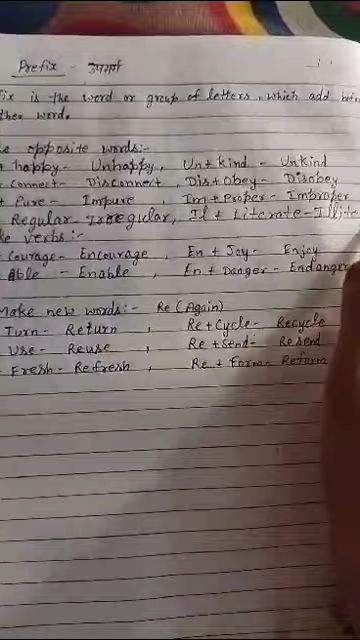 Prefix - उपसर्ग
fix is the word or group of letters, which add
ther word.
e opposite words:-
+ happy - Unhappy, Un + kind - Unkind
+ connect - Disconnect, Dis + Obey - Disobey
+ Pure - Impure, Im + Proper - Improper
Regular - Irregular, Il + Literate - Illite
ke verbs:-
Courage - Encourage, En + Joy - Enjoy
Able - Enable, En + Danger - Endanger
Make new words:- Re (Again)
Turn - Return, Re + Cycle - Recycle
Use - Reuse, Re + Send - Resend
Fresh - Refresh, Re + Form - Reform